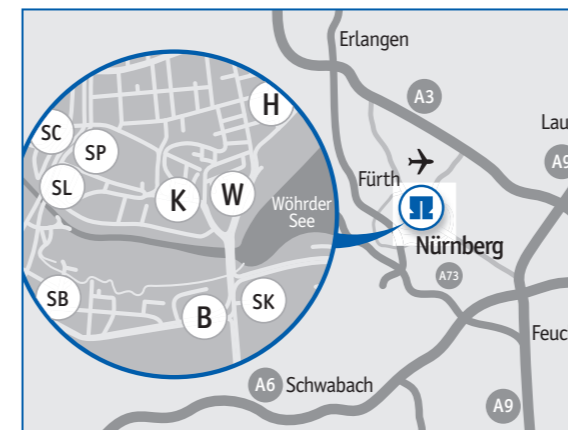 Erlangen
A3
Lau
A9
Fürth
Nürnberg
A73
Feuc
A6 Schwabach
A9
H
SC
SP
SL
K
W
Wöhrder
See
SB
B
SK